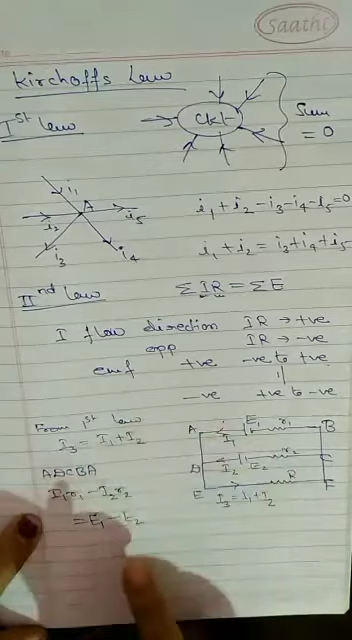 Saathi
Kirchoffs Law
Ist law
Ckt
Sum
= 0
i1
A
i2
i5
i3
i4
i1 + i2 - i3 - i4 - i5 = 0
i1 + i2 = i3 + i4 + i5
IInd law
ΣIR = ΣE
I flow direction IR → +ve
opp IR → -ve
emf +ve -ve to +ve
-ve +ve to -ve
From 1st law
I3 = I1 + I2
ADCBA
I1r1 - I2r2
= E1 - E2
A E1 r1 B
I1
D I2 E2 r2 C
R
E I3 = I1 + I2 F